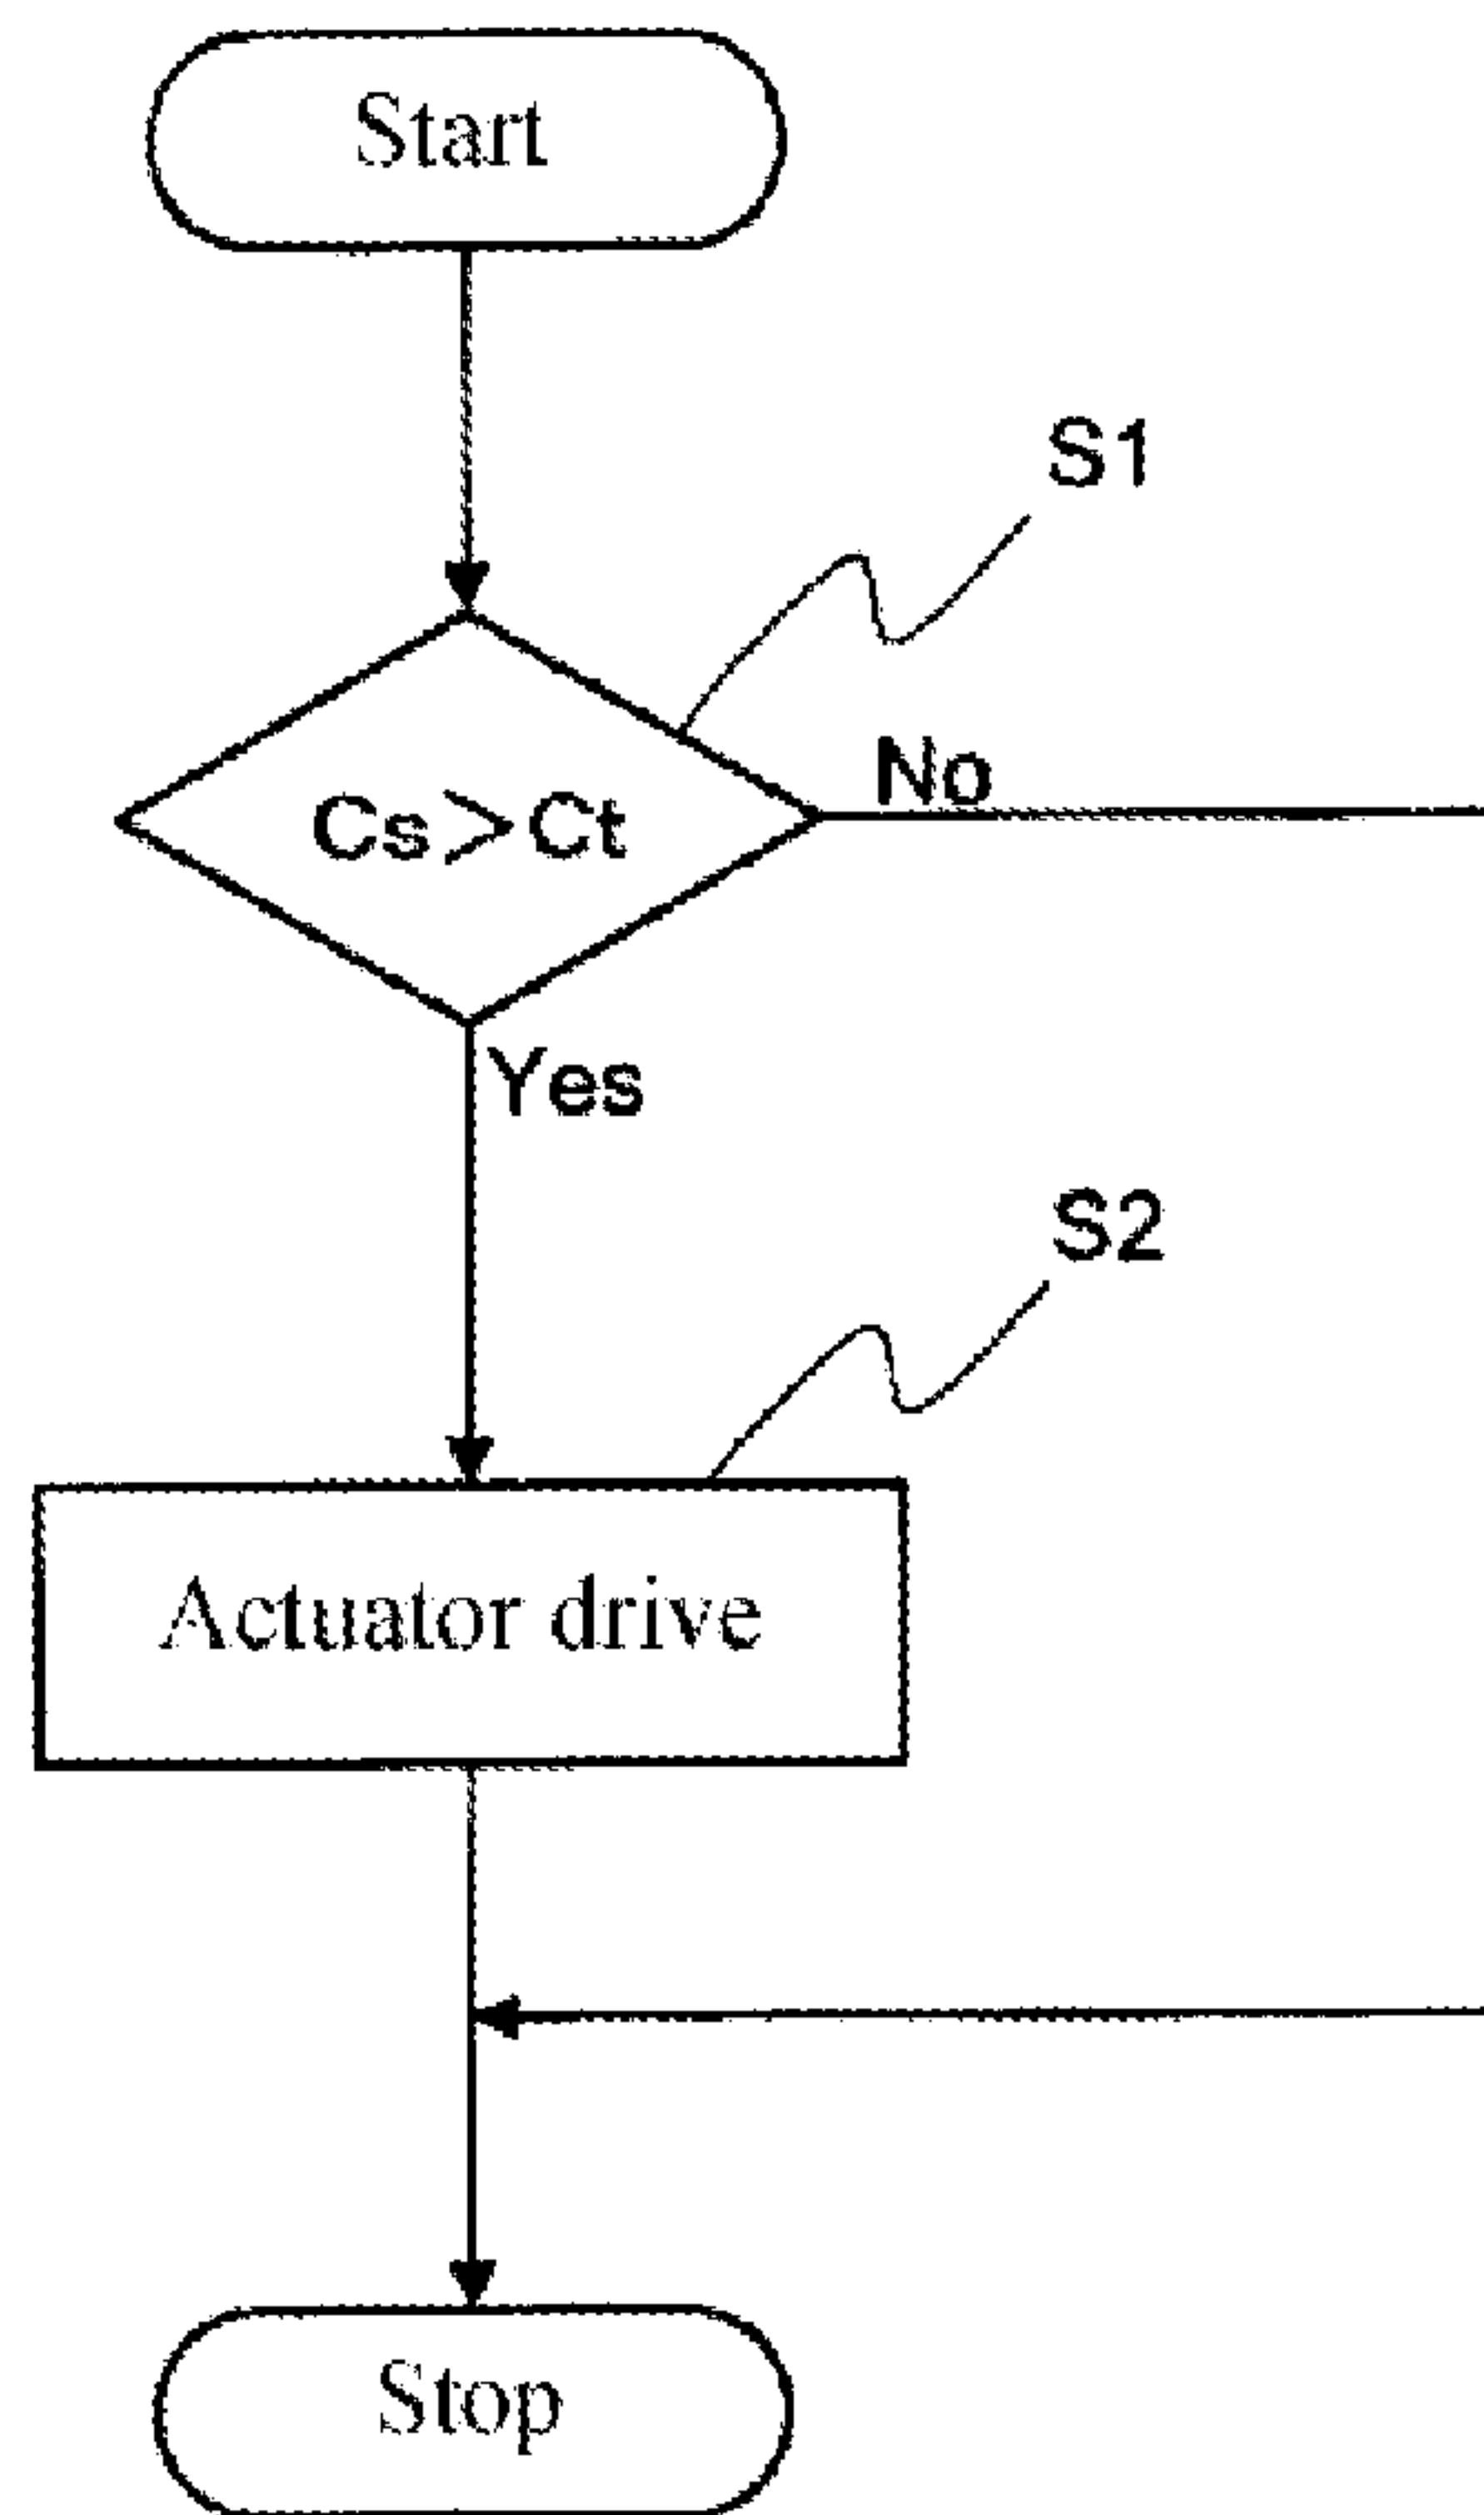 Start
S1
No
Cs>Ct
Yes
S2
Actuator drive
Stop